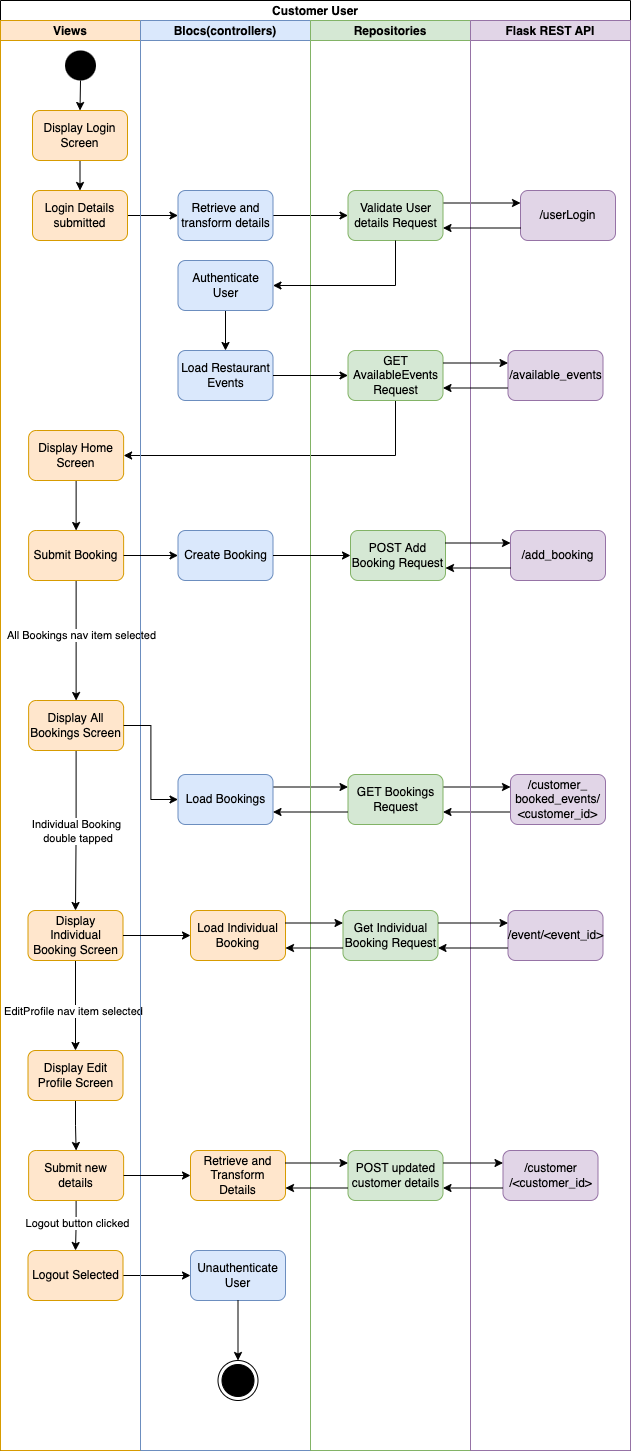 Customer User
Views
Blocs(controllers)
Repositories
Flask REST API
Display Login
Screen
Login Details
submitted
Retrieve and
transform details
Validate User
details Request
/userLogin
Authenticate
User
Load Restaurant
Events
GET
AvailableEvents
Request
/available_events
Display Home
Screen
Submit Booking
Create Booking
POST Add
Booking Request
/add_booking
All Bookings nav item selected
Display All
Bookings Screen
Load Bookings
GET Bookings
Request
/customer_
booked_events/
<customer_id>
Individual Booking
double tapped
Display
Individual
Booking Screen
Load Individual
Booking
Get Individual
Booking Request
/event/<event_id>
EditProfile nav item selected
Display Edit
Profile Screen
Submit new
details
Retrieve and
Transform
Details
POST updated
customer details
/customer
/<customer_id>
Logout button clicked
Logout Selected
Unauthenticate
User